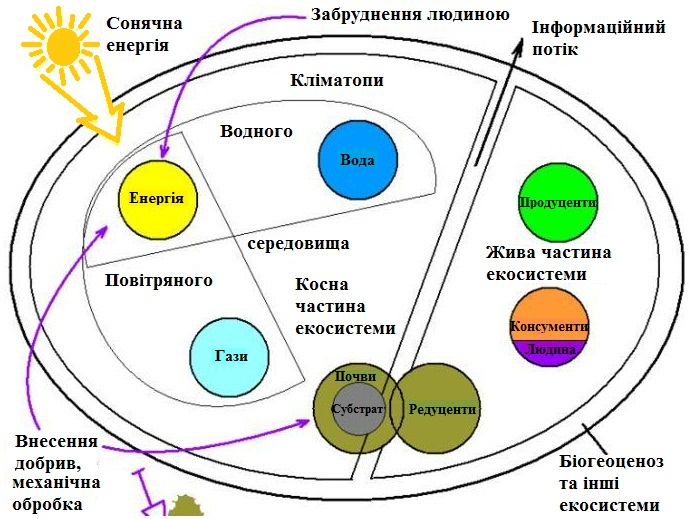 Сонячна
енергія
Забруднення людиною
Інформаційний
потік
Кліматопи
Водного
Вода
Енергія
Продуценти
середовища
Жива частина
екосистеми
Повітряного
Косна
частина
екосистеми
Консументи
Людина
Гази
Почви
Субстрат
Редуценти
Внесення
добрив,
механічна
обробка
Біогеоценоз
та інші
екосистеми